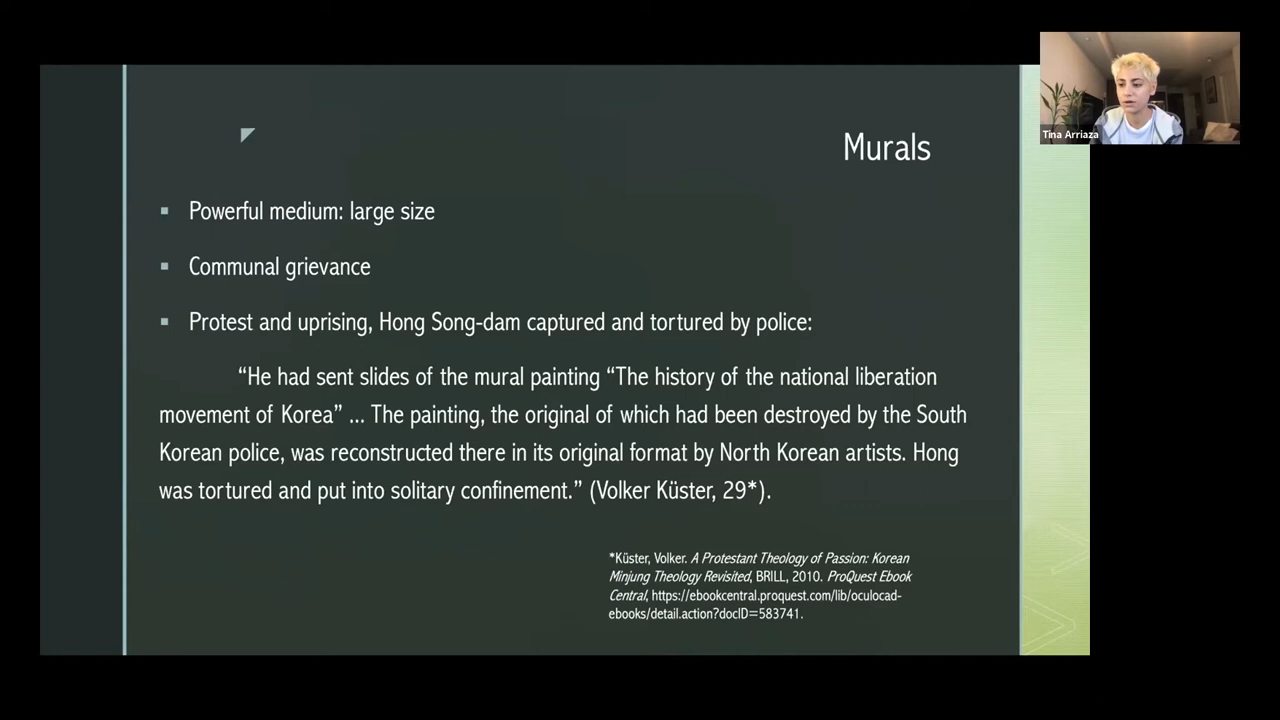 Murals
▪ Powerful medium: large size
▪ Communal grievance
▪ Protest and uprising, Hong Song-dam captured and tortured by police:
“He had sent slides of the mural painting “The history of the national liberation
movement of Korea” ... The painting, the original of which had been destroyed by the South
Korean police, was reconstructed there in its original format by North Korean artists. Hong
was tortured and put into solitary confinement.” (Volker Küster, 29*).
*Küster, Volker. A Protestant Theology of Passion: Korean
Minjung Theology Revisited, BRILL, 2010. ProQuest Ebook
Central, https://ebookcentral.proquest.com/lib/oculocad-
ebooks/detail.action?docID=583741.
Tina Arriaza